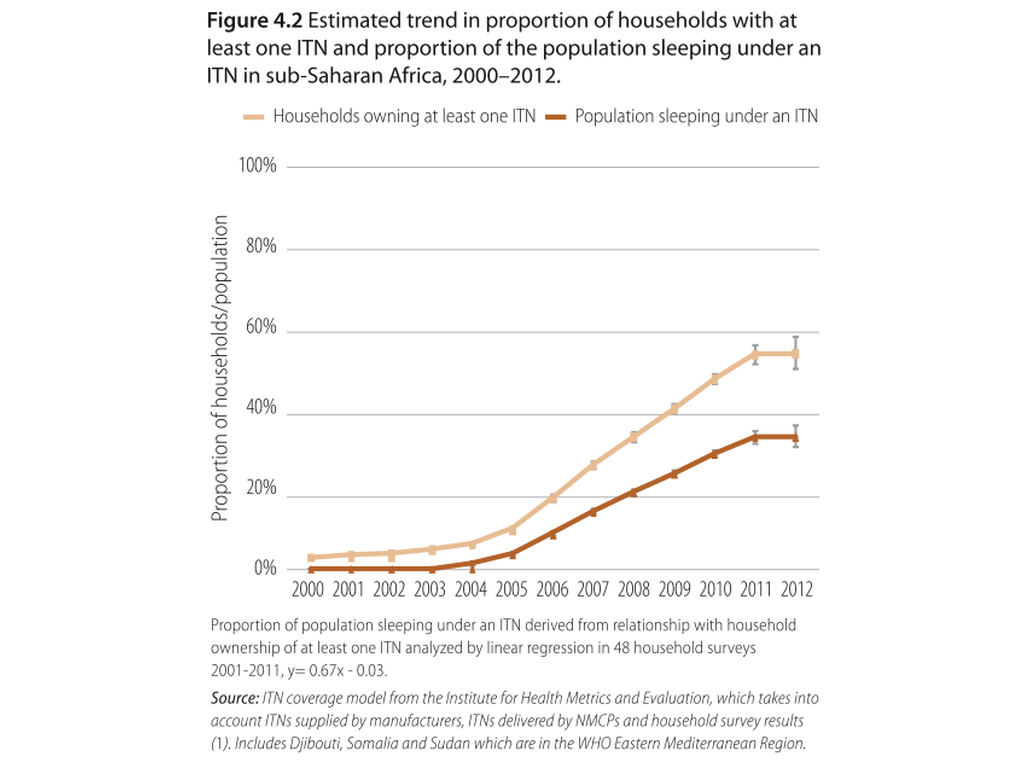 Figure 4.2 Estimated trend in proportion of households with at
least one ITN and proportion of the population sleeping under an
ITN in sub-Saharan Africa, 2000–2012.
Households owning at least one ITN
Population sleeping under an ITN
Proportion of households/population
100%
80%
60%
40%
20%
0%
2000 2001 2002 2003 2004 2005 2006 2007 2008 2009 2010 2011 2012
Proportion of population sleeping under an ITN derived from relationship with household
ownership of at least one ITN analyzed by linear regression in 48 household surveys
2001-2011, y= 0.67x - 0.03.
Source: ITN coverage model from the Institute for Health Metrics and Evaluation, which takes into
account ITNs supplied by manufacturers, ITNs delivered by NMCPs and household survey results
(1). Includes Djibouti, Somalia and Sudan which are in the WHO Eastern Mediterranean Region.